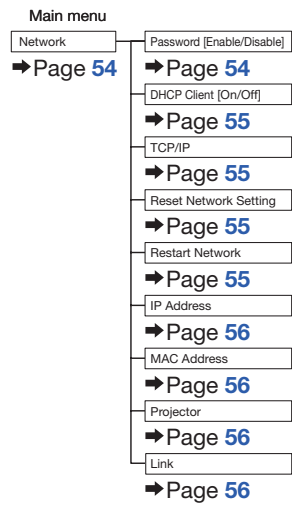 Main menu
Network
➡Page 54
Password [Enable/Disable]
➡Page 54
DHCP Client [On/Off]
➡Page 55
TCP/IP
➡Page 55
Reset Network Setting
➡Page 55
Restart Network
➡Page 55
IP Address
➡Page 56
MAC Address
➡Page 56
Projector
➡Page 56
Link
➡Page 56